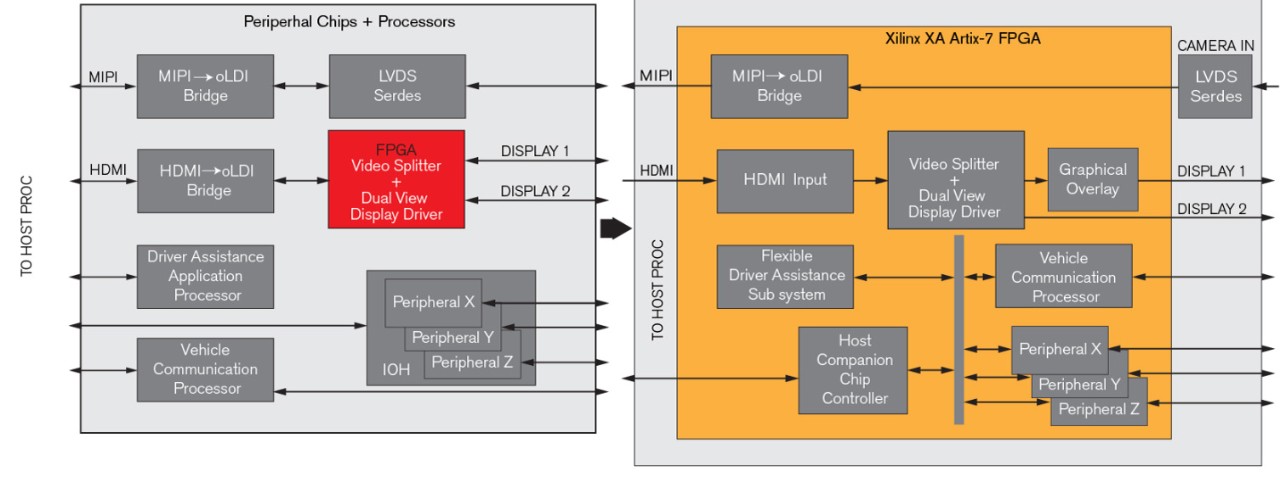 Periperhal Chips + Processors
MIPI
MIPI→oLDI
Bridge
LVDS
Serdes
HDMI
HDMI→oLDI
Bridge
FPGA
Video Splitter
+
Dual View
Display Driver
DISPLAY 1
DISPLAY 2
TO HOST PROC
Driver Assistance
Application
Processor
Peripheral X
Peripheral Y
Peripheral Z
IOH
Vehicle
Communication
Processor
Xilinx XA Artix-7 FPGA
CAMERA IN
MIPI
MIPI→oLDI
Bridge
LVDS
Serdes
HDMI
HDMI Input
Video Splitter
+
Dual View
Display Driver
Graphical
Overlay
DISPLAY 1
DISPLAY 2
TO HOST PROC
Flexible
Driver Assistance
Sub system
Vehicle
Communication
Processor
Host
Companion
Chip
Controller
Peripheral X
Peripheral Y
Peripheral Z